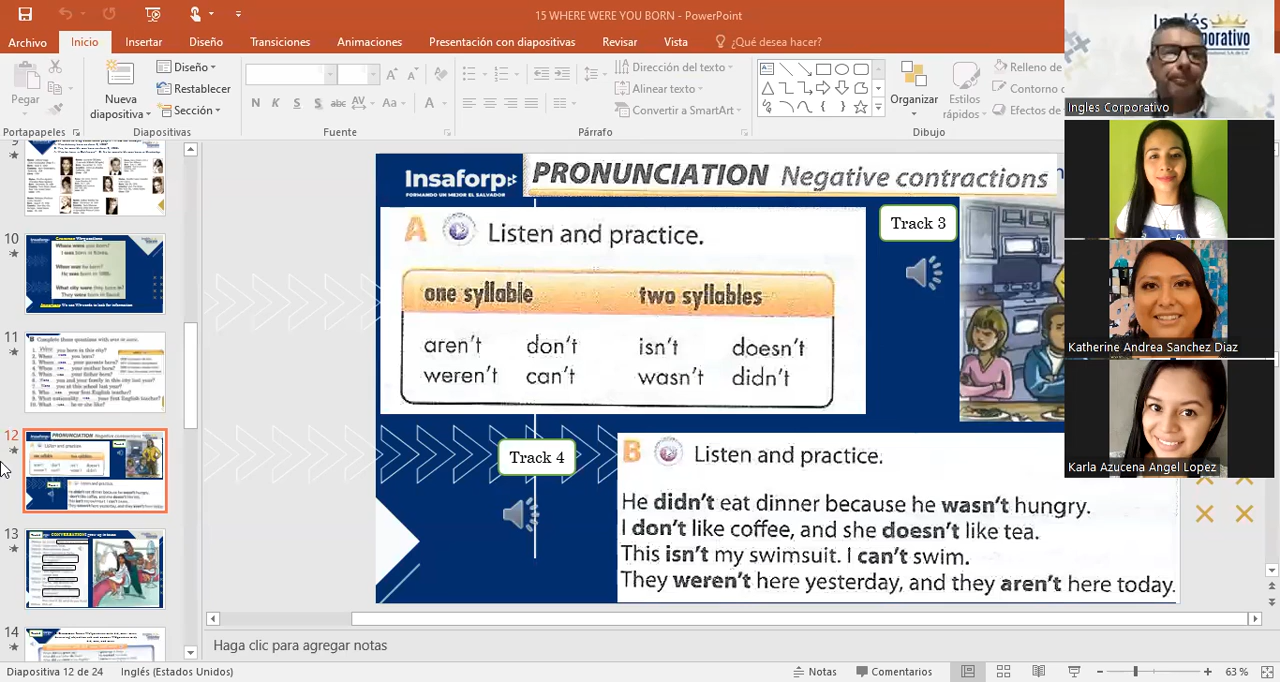 15 WHERE WERE YOU BORN - PowerPoint
Archivo
Inicio
Insertar
Diseño
Transiciones
Animaciones
Presentación con diapositivas
Revisar
Vista
¿Qué desea hacer?
Pegar
Nueva
diapositiva
Diseño
Restablecer
Sección
N K S S abc AV Aa A
Dirección del texto
Alinear texto
Convertir a SmartArt
Organizar
Estilos
rápidos
Relleno de
Contorno
Efectos de
Portapapeles
Diapositivas
Fuente
Párrafo
Dibujo
Inglés
Corporativo
Ingles Corporativo
Katherine Andrea Sanchez Diaz
Karla Azucena Angel Lopez
9
10
11
12
13
14
Insaforp
FORMANDO UN MEJOR EL SALVADOR
PRONUNCIATION Negative contractions
A Listen and practice.
Track 3
one syllable two syllables
aren't don't isn't doesn't
weren't can't wasn't didn't
Track 4
B Listen and practice.
He didn't eat dinner because he wasn't hungry.
I don't like coffee, and she doesn't like tea.
This isn't my swimsuit. I can't swim.
They weren't here yesterday, and they aren't here today.
Haga clic para agregar notas
Diapositiva 12 de 24
Inglés (Estados Unidos)
Notas
Comentarios
63 %